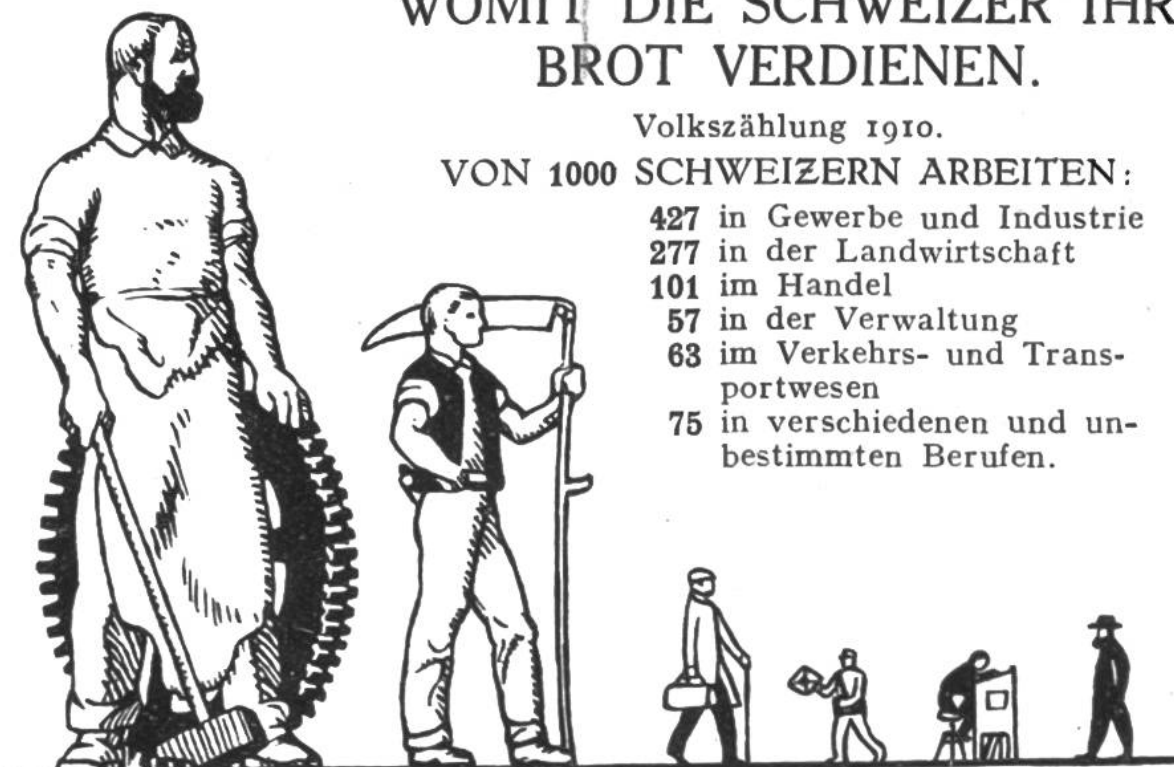 WOMIT DIE SCHWEIZER IHR
BROT VERDIENEN.
Volkszählung 1910.
VON 1000 SCHWEIZERN ARBEITEN:
427 in Gewerbe und Industrie
277 in der Landwirtschaft
101 im Handel
57 in der Verwaltung
63 im Verkehrs- und Trans-
portwesen
75 in verschiedenen und un-
bestimmten Berufen.